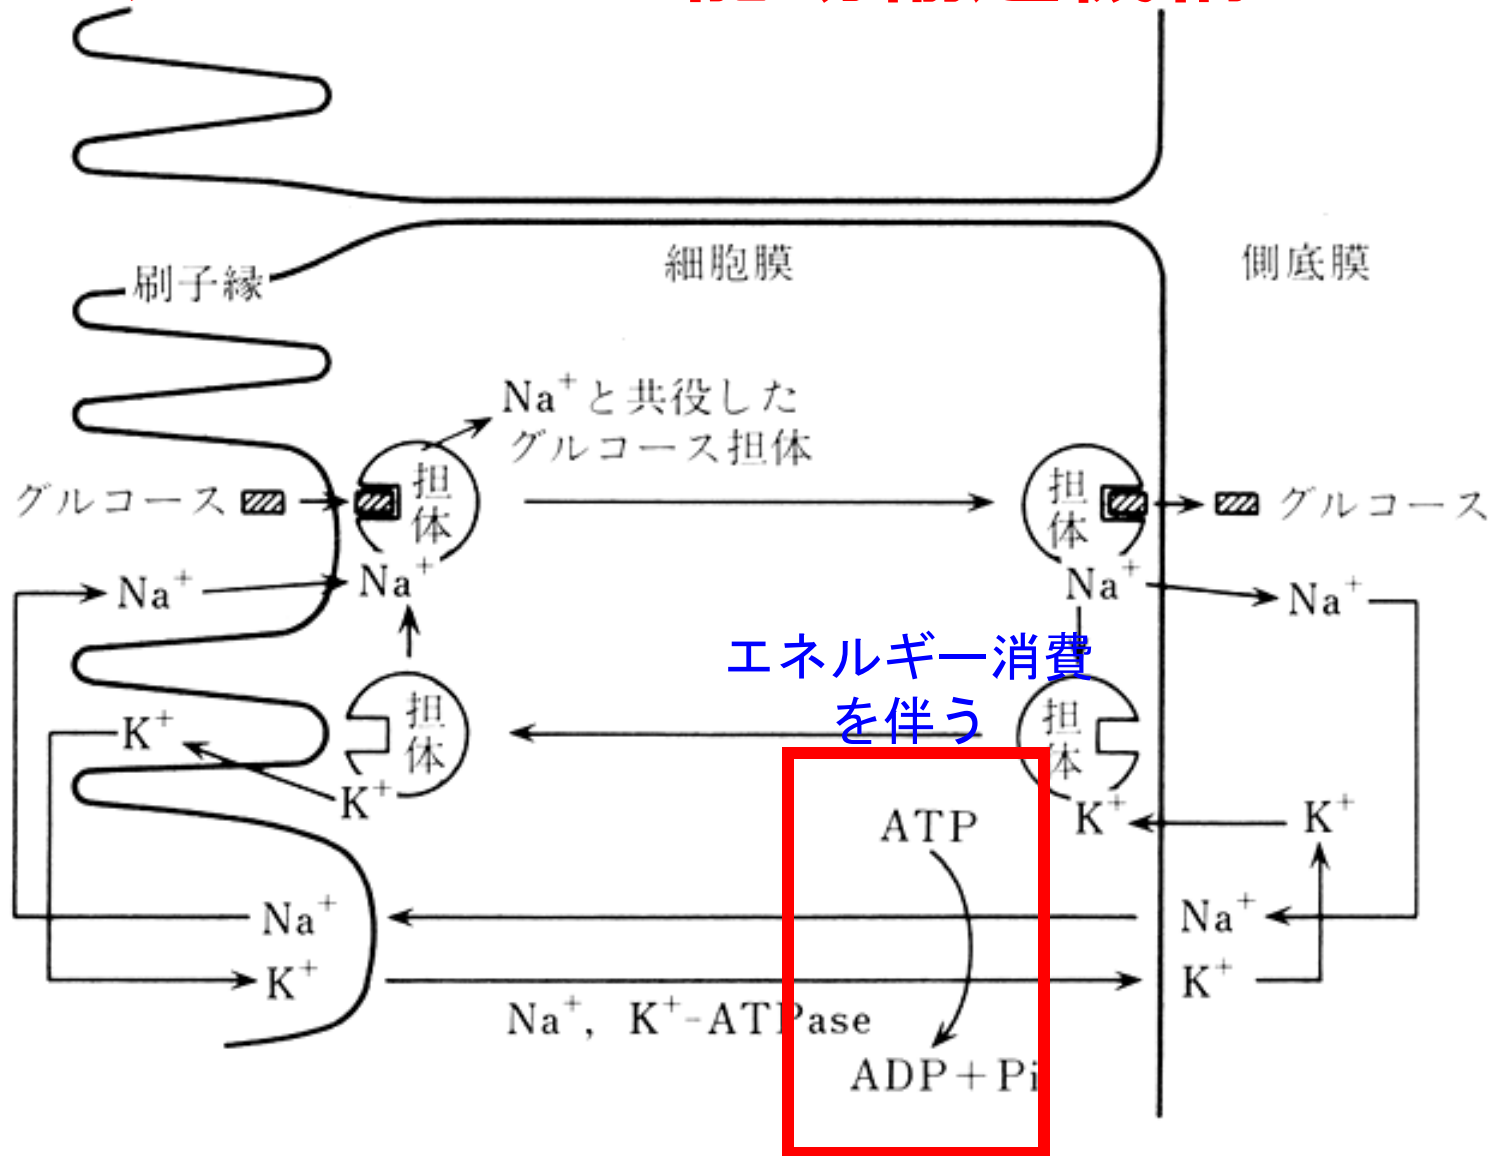 刷子縁
細胞膜
側底膜
Na⁺と共役した
グルコース担体
グルコース
担体
担体
グルコース
Na⁺
Na⁺
Na⁺
Na⁺
エネルギー消費
を伴う
K⁺
担体
担体
K⁺
K⁺
K⁺
ATP
Na⁺
Na⁺
K⁺
K⁺
Na⁺, K⁺-ATPase
ADP+Pi